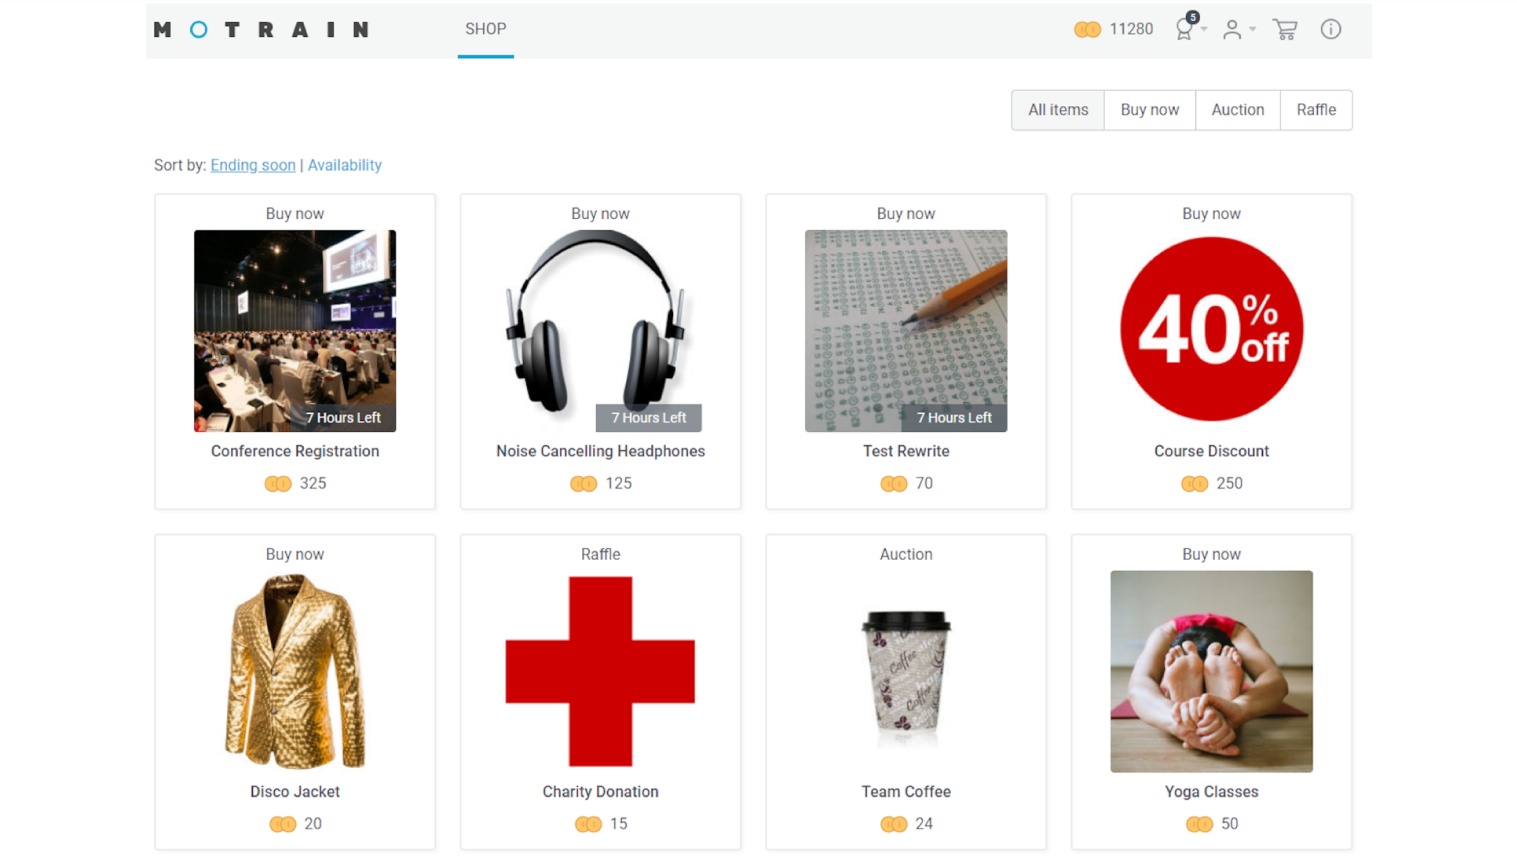 MOTRAIN
SHOP
11280
5
All items
Buy now
Auction
Raffle
Sort by: Ending soon | Availability
Buy now
7 Hours Left
Conference Registration
325
Buy now
7 Hours Left
Noise Cancelling Headphones
125
Buy now
7 Hours Left
Test Rewrite
70
Buy now
40% off
Course Discount
250
Buy now
Disco Jacket
20
Raffle
Charity Donation
15
Auction
Coffee
Coffee
Team Coffee
24
Buy now
Yoga Classes
50